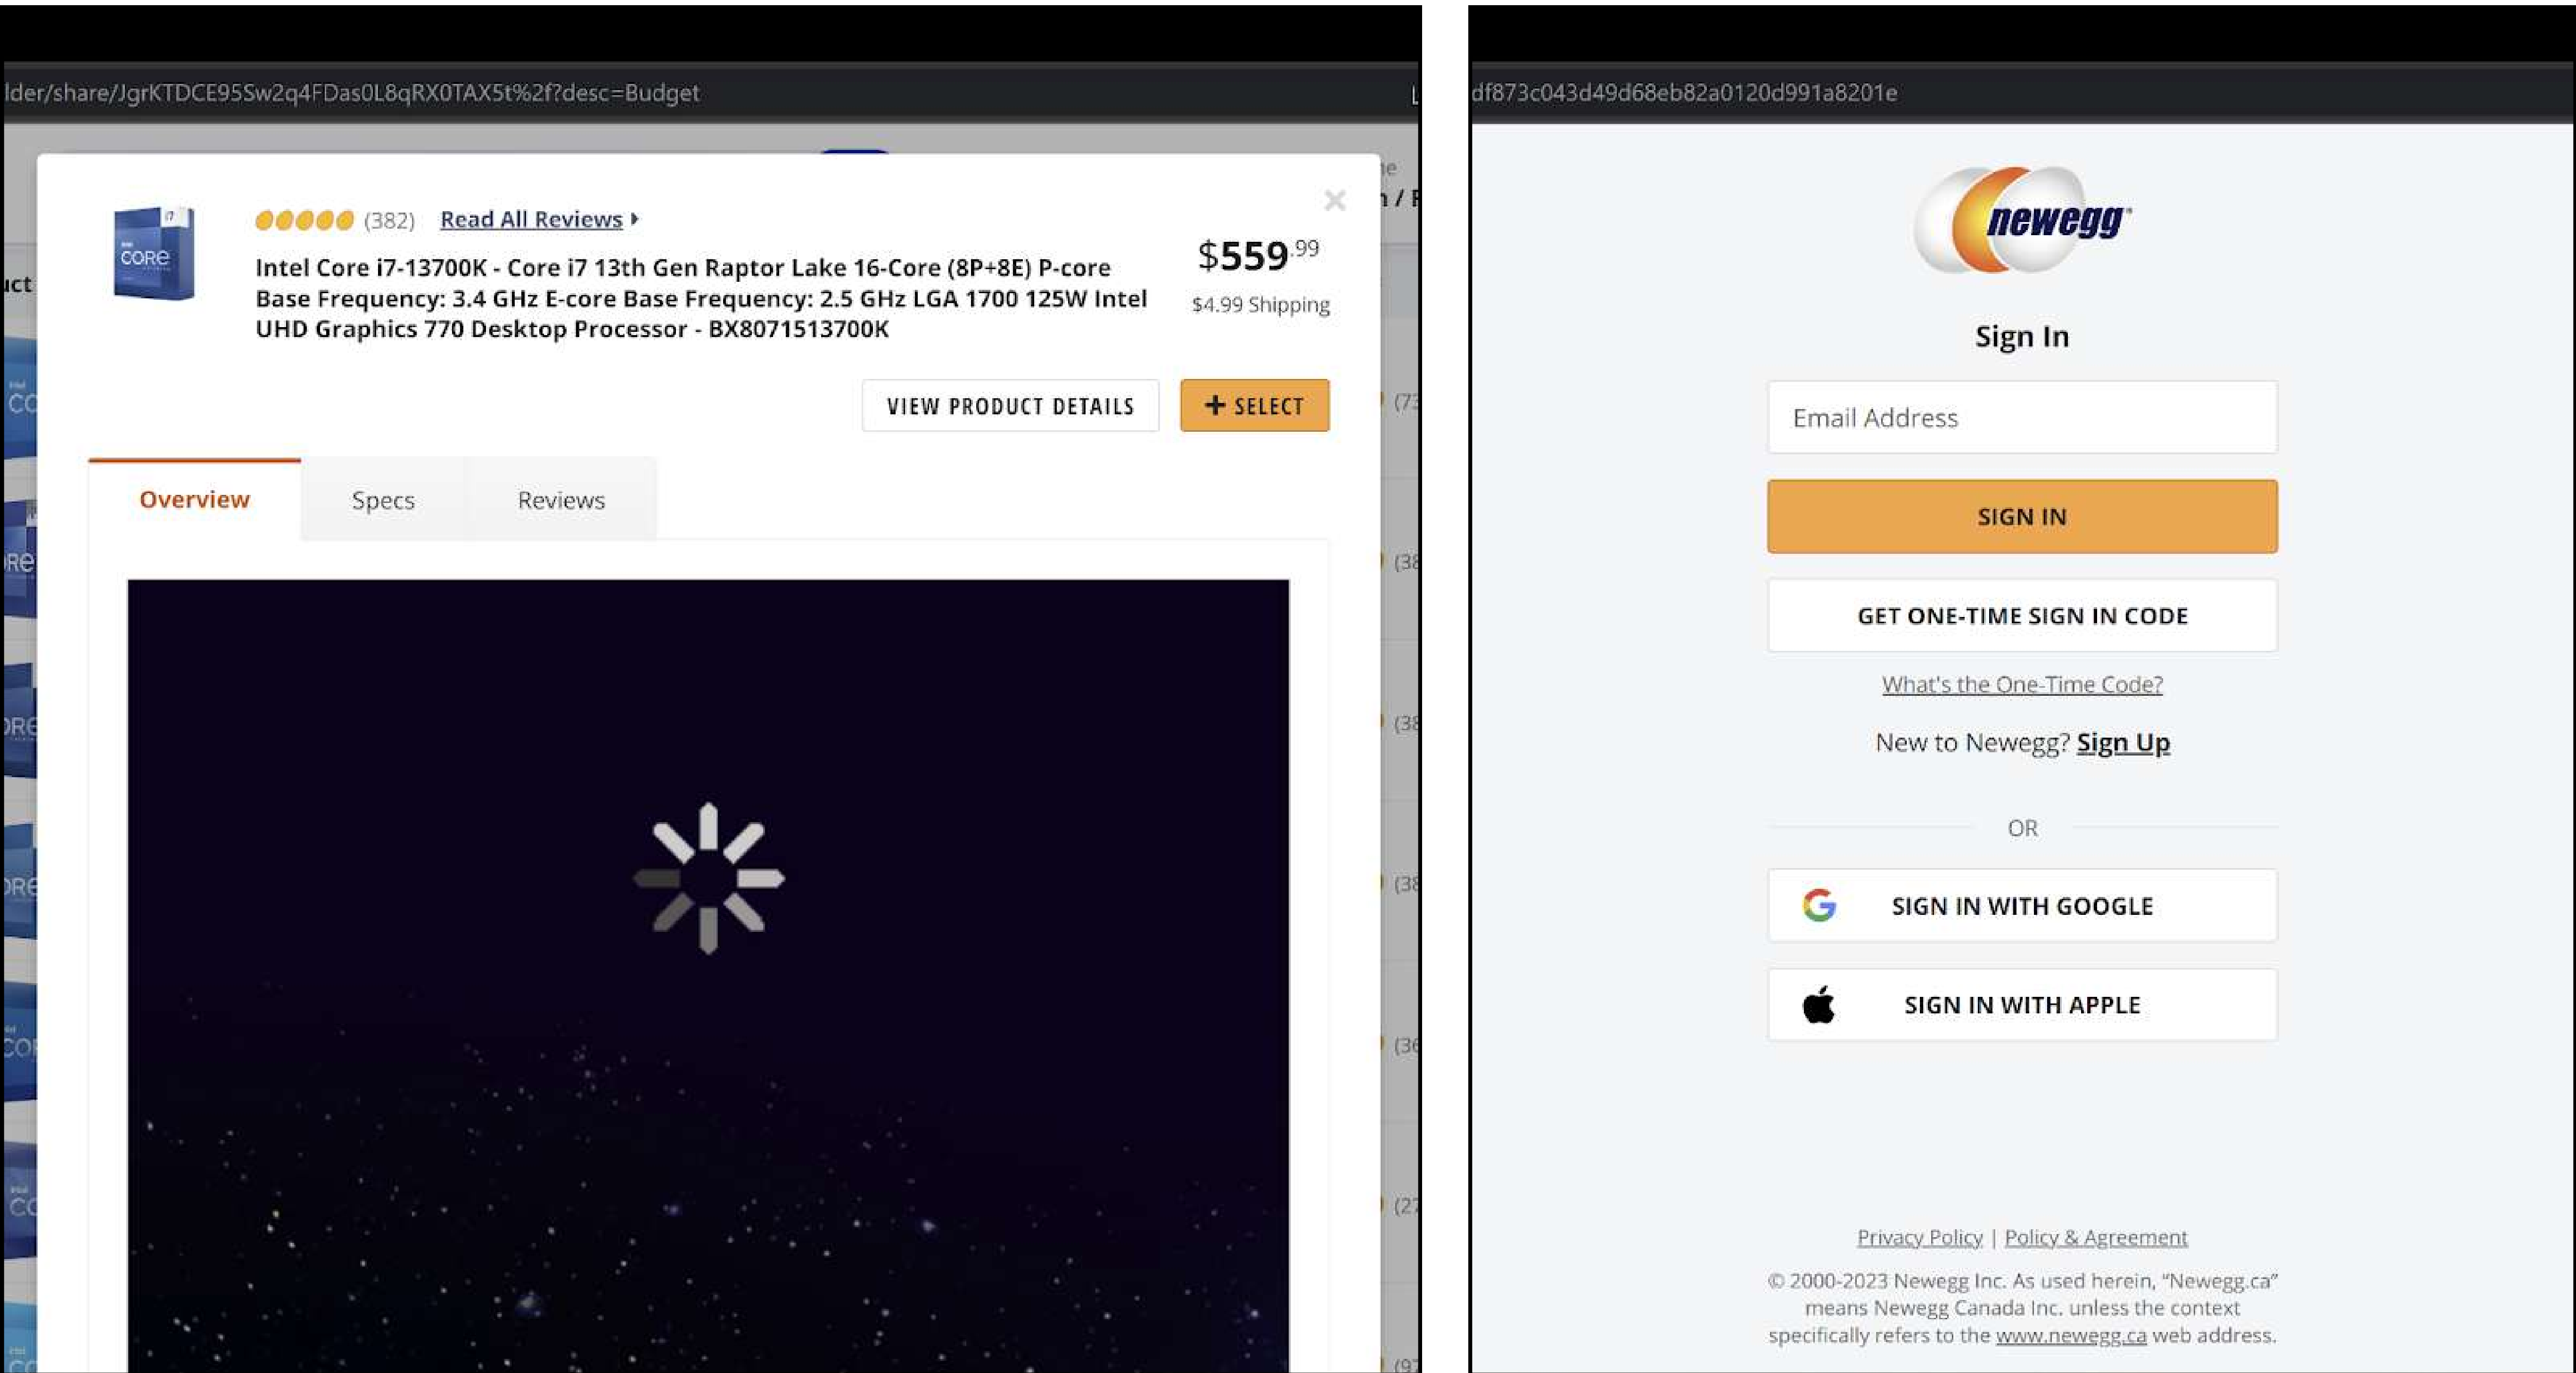 lder/share/JgrKTDCE95Sw2q4FDas0L8qRX0TAX5t%2f?desc=Budget
(382) Read All Reviews
$559.99
Intel Core i7-13700K - Core i7 13th Gen Raptor Lake 16-Core (8P+8E) P-core
Base Frequency: 3.4 GHz E-core Base Frequency: 2.5 GHz LGA 1700 125W Intel
UHD Graphics 770 Desktop Processor - BX8071513700K
$4.99 Shipping
i7
intel
CORE
VIEW PRODUCT DETAILS
+ SELECT
Overview
Specs
Reviews
df873c043d49d68eb82a0120d991a8201e
newegg
Sign In
Email Address
SIGN IN
GET ONE-TIME SIGN IN CODE
What's the One-Time Code?
New to Newegg? Sign Up
OR
SIGN IN WITH GOOGLE
SIGN IN WITH APPLE
Privacy Policy | Policy & Agreement
© 2000-2023 Newegg Inc. As used herein, “Newegg.ca”
means Newegg Canada Inc. unless the context
specifically refers to the www.newegg.ca web address.